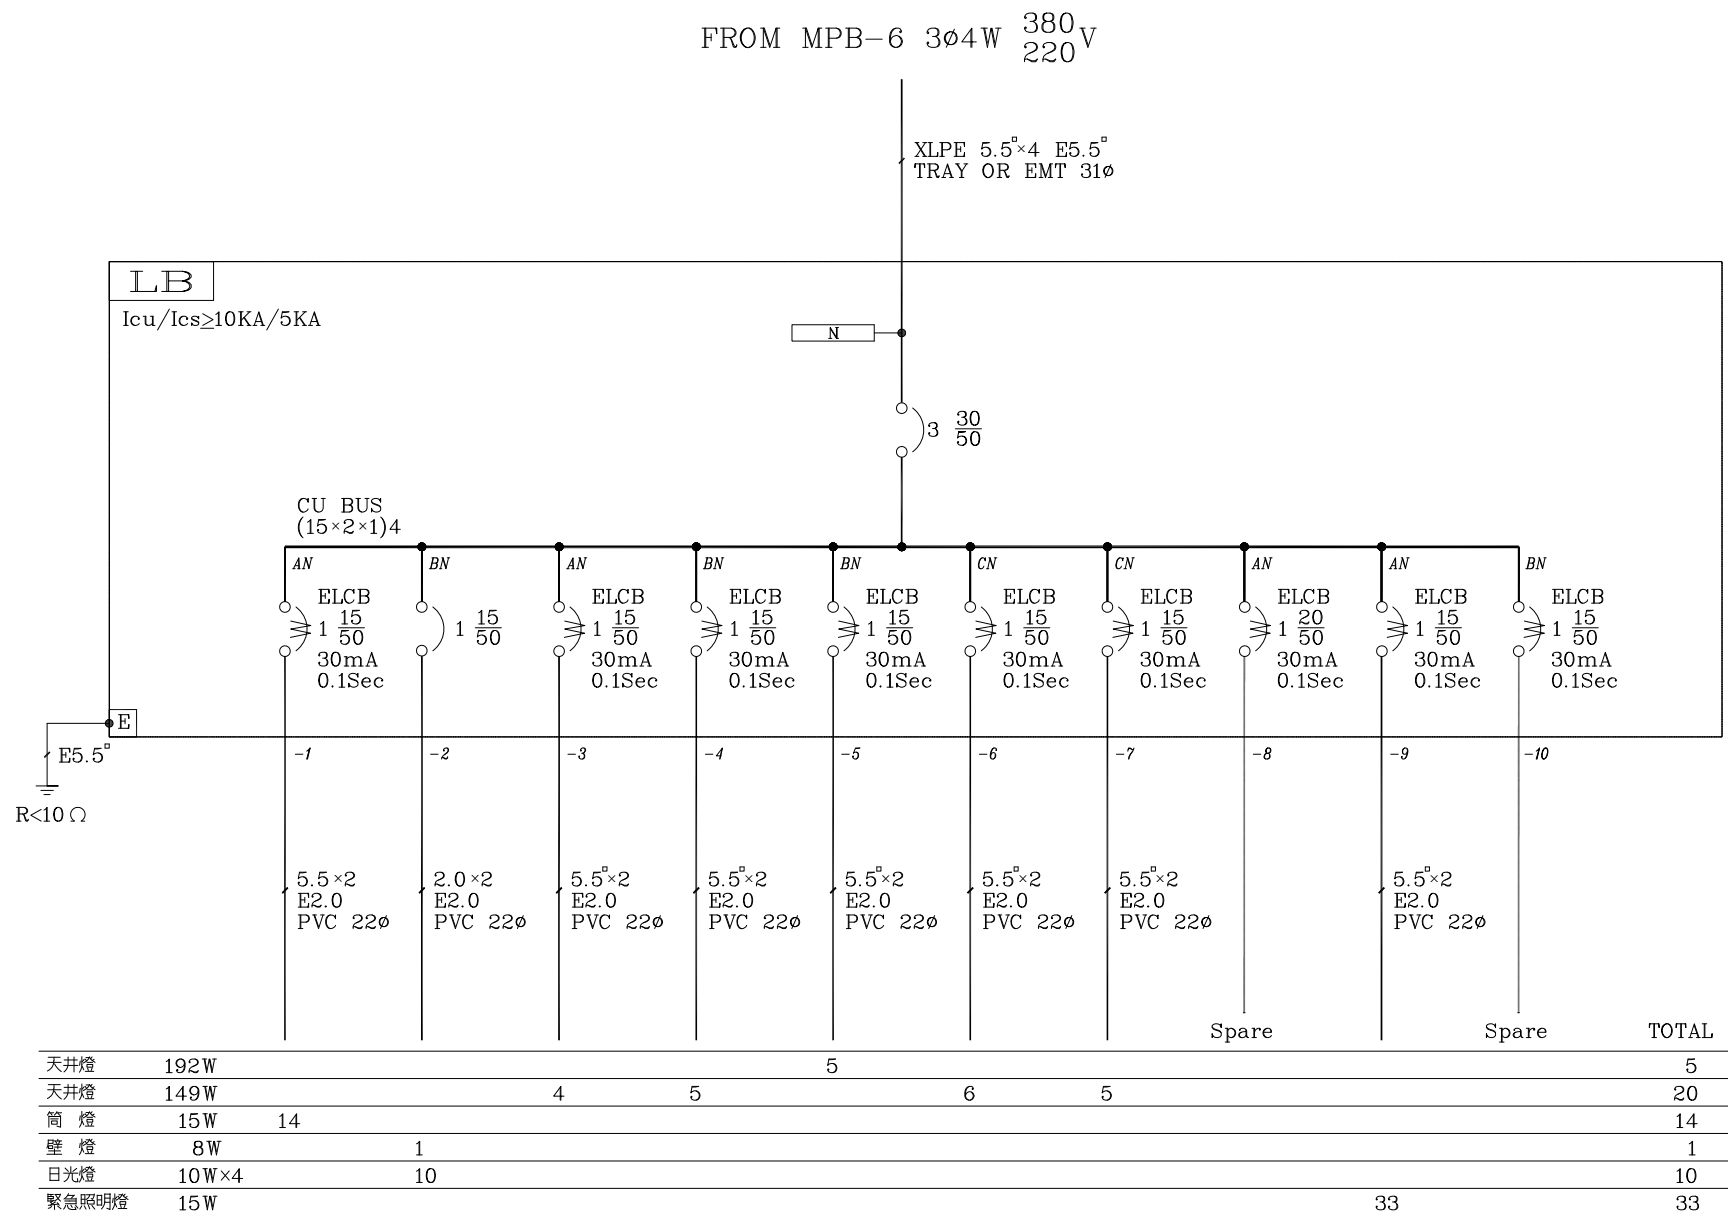 FROM MPB-6 3ø4W 380/220V
XLPE 5.5□×4 E5.5□
TRAY OR EMT 31ø
LB
Icu/Ics≥10KA/5KA
N
3 30/50
CU BUS
(15×2×1)4
AN BN AN BN BN CN CN AN AN BN
ELCB ELCB ELCB ELCB ELCB ELCB ELCB ELCB ELCB
1 15/50 1 15/50 1 15/50 1 15/50 1 15/50 1 15/50 1 15/50 1 20/50 1 15/50 1 15/50
30mA 30mA 30mA 30mA 30mA 30mA 30mA 30mA 30mA
0.1Sec 0.1Sec 0.1Sec 0.1Sec 0.1Sec 0.1Sec 0.1Sec 0.1Sec 0.1Sec
E
E5.5□
-1 -2 -3 -4 -5 -6 -7 -8 -9 -10
R<10Ω
5.5×2 2.0×2 5.5□×2 5.5□×2 5.5□×2 5.5□×2 5.5□×2 5.5□×2
E2.0 E2.0 E2.0 E2.0 E2.0 E2.0 E2.0 E2.0
PVC 22ø PVC 22ø PVC 22ø PVC 22ø PVC 22ø PVC 22ø PVC 22ø PVC 22ø
Spare Spare TOTAL
天井燈 192W 5 5
天井燈 149W 4 5 6 5 20
筒 燈 15W 14 14
壁 燈 8W 1 1
日光燈 10W×4 10 10
緊急照明燈 15W 33 33